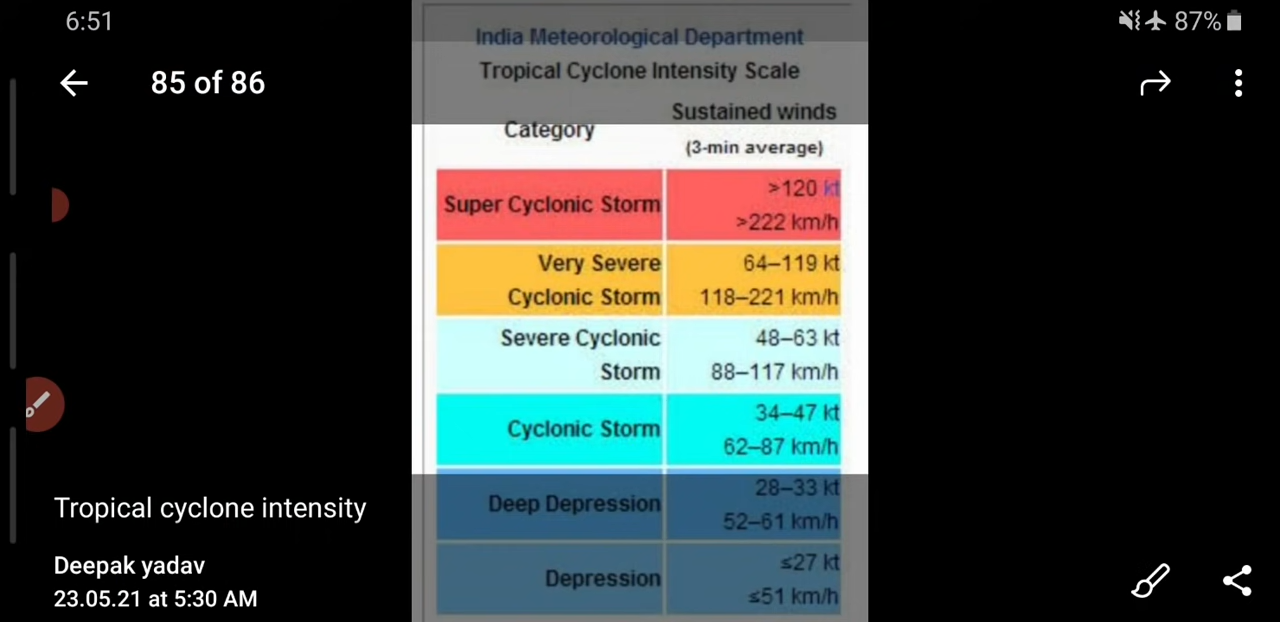 6:51
87%
85 of 86
India Meteorological Department
Tropical Cyclone Intensity Scale
Category
Sustained winds
(3-min average)
Super Cyclonic Storm
>120 kt
>222 km/h
Very Severe
Cyclonic Storm
64–119 kt
118–221 km/h
Severe Cyclonic
Storm
48–63 kt
88–117 km/h
Cyclonic Storm
34–47 kt
62–87 km/h
Deep Depression
28–33 kt
52–61 km/h
Depression
≤27 kt
≤51 km/h
Tropical cyclone intensity
Deepak yadav
23.05.21 at 5:30 AM